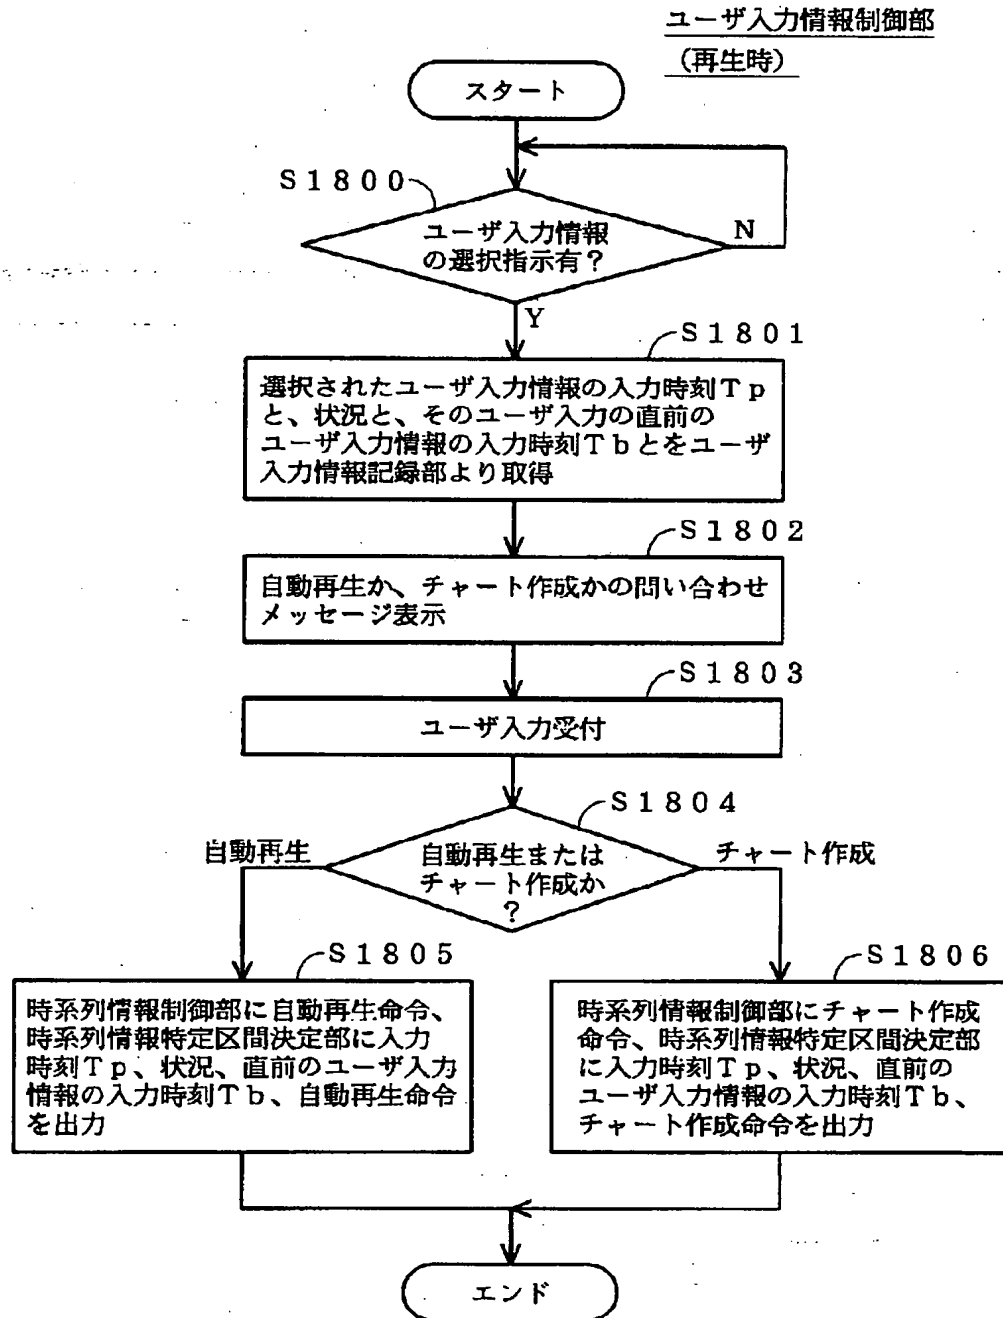 ユーザ入力情報制御部
(再生時)
スタート
S1800
ユーザ入力情報
の選択指示有?
N
Y
S1801
選択されたユーザ入力情報の入力時刻Tp
と、状況と、そのユーザ入力の直前の
ユーザ入力情報の入力時刻Tbとをユーザ
入力情報記録部より取得
S1802
自動再生か、チャート作成かの問い合わせ
メッセージ表示
S1803
ユーザ入力受付
S1804
自動再生
自動再生または
チャート作成か
?
チャート作成
S1805
時系列情報制御部に自動再生命令、
時系列情報特定区間決定部に入力
時刻Tp、状況、直前のユーザ入力
情報の入力時刻Tb、自動再生命令
を出力
S1806
時系列情報制御部にチャート作成
命令、時系列情報特定区間決定部
に入力時刻Tp、状況、直前の
ユーザ入力情報の入力時刻Tb、
チャート作成命令を出力
エンド